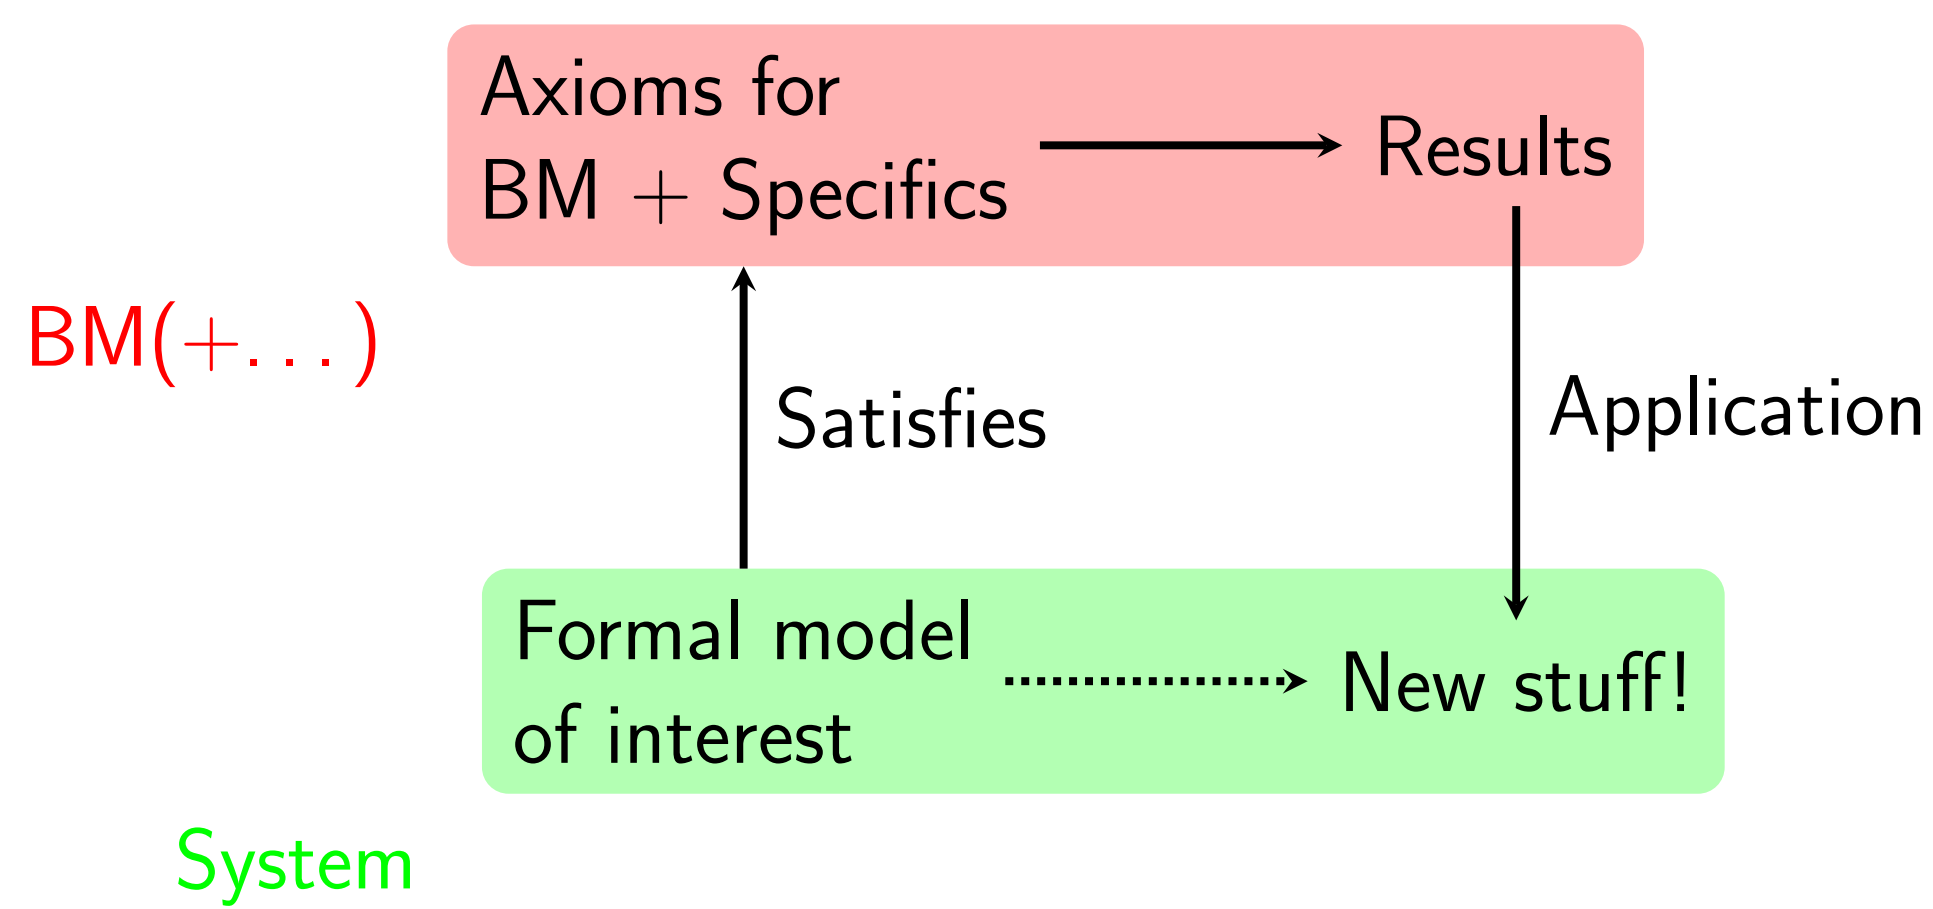 Axioms for
BM + Specifics
Results
BM(+...)
Satisfies
Application
Formal model
of interest
New stuff!
System